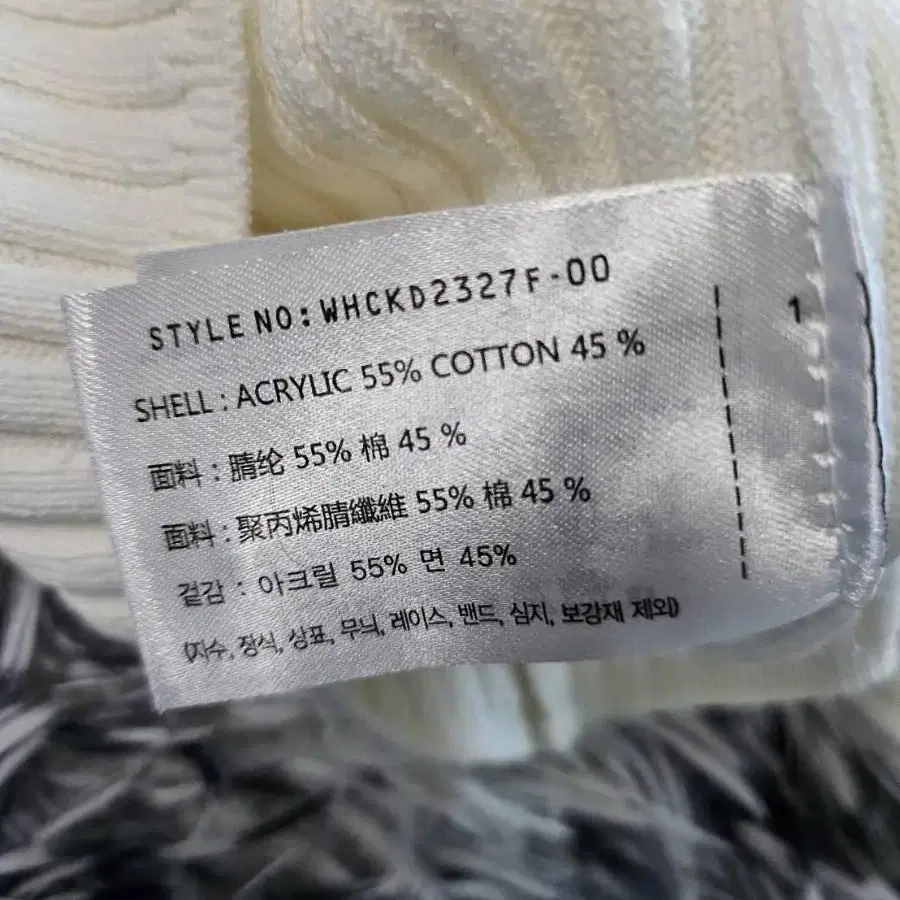 STYLE NO:WHCKD2327F-00
1
SHELL : ACRYLIC 55% COTTON 45 %
面料 : 腈纶 55% 棉 45 %
面料 : 聚丙烯腈纖維 55% 棉 45 %
겉감 : 아크릴 55% 면 45%
(자수, 장식, 상표, 무늬, 레이스, 밴드, 심지, 보강재 제외)